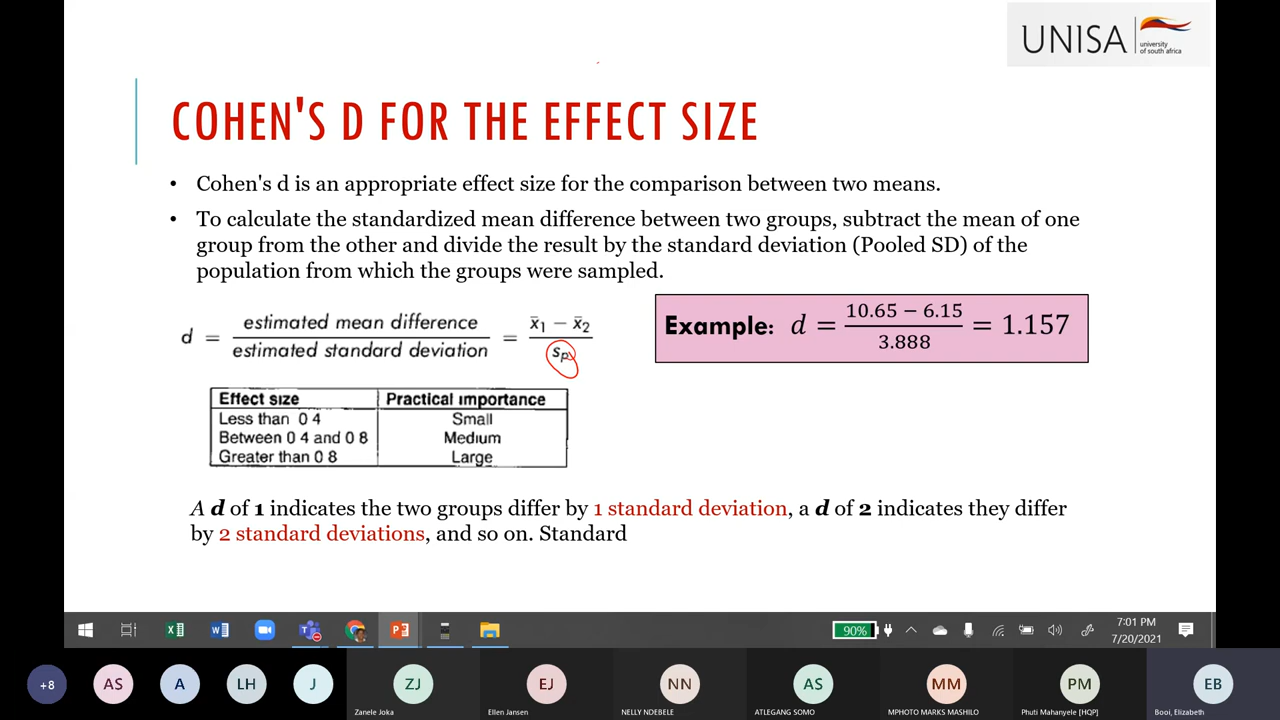 UNISA university of south africa
COHEN'S D FOR THE EFFECT SIZE
• Cohen's d is an appropriate effect size for the comparison between two means.
• To calculate the standardized mean difference between two groups, subtract the mean of one
group from the other and divide the result by the standard deviation (Pooled SD) of the
population from which the groups were sampled.
d = estimated mean difference / estimated standard deviation = x̄₁ − x̄₂ / sₚ
Example: d = 10.65 − 6.15 / 3.888 = 1.157
Effect size Practical importance
Less than 0 4 Small
Between 0 4 and 0 8 Medium
Greater than 0 8 Large
A d of 1 indicates the two groups differ by 1 standard deviation, a d of 2 indicates they differ
by 2 standard deviations, and so on. Standard
90%
7:01 PM
7/20/2021
+8 AS A LH J ZJ EJ NN AS MM PM EB
Zanele Joka Ellen Jansen NELLY NDEBELE ATLEGANG SOMO MPHOTO MARKS MASHILO Phuti Mahanyele [HQP] Booi, Elizabeth